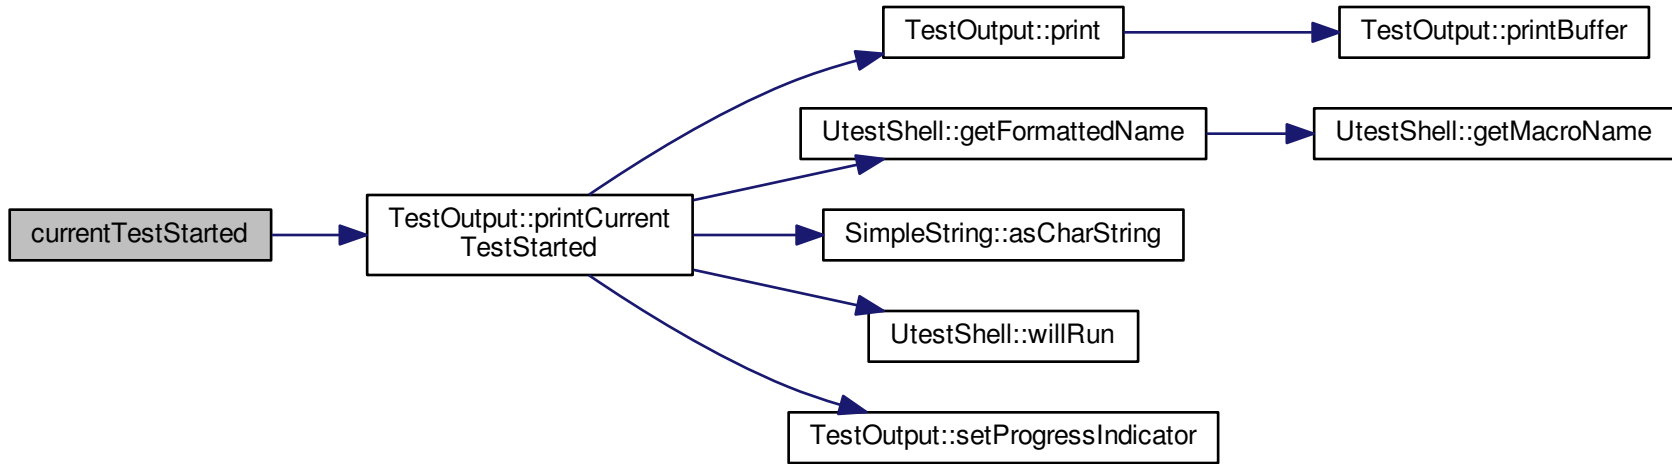 currentTestStarted
TestOutput::printCurrent
TestStarted
TestOutput::print
TestOutput::printBuffer
UtestShell::getFormattedName
UtestShell::getMacroName
SimpleString::asCharString
UtestShell::willRun
TestOutput::setProgressIndicator